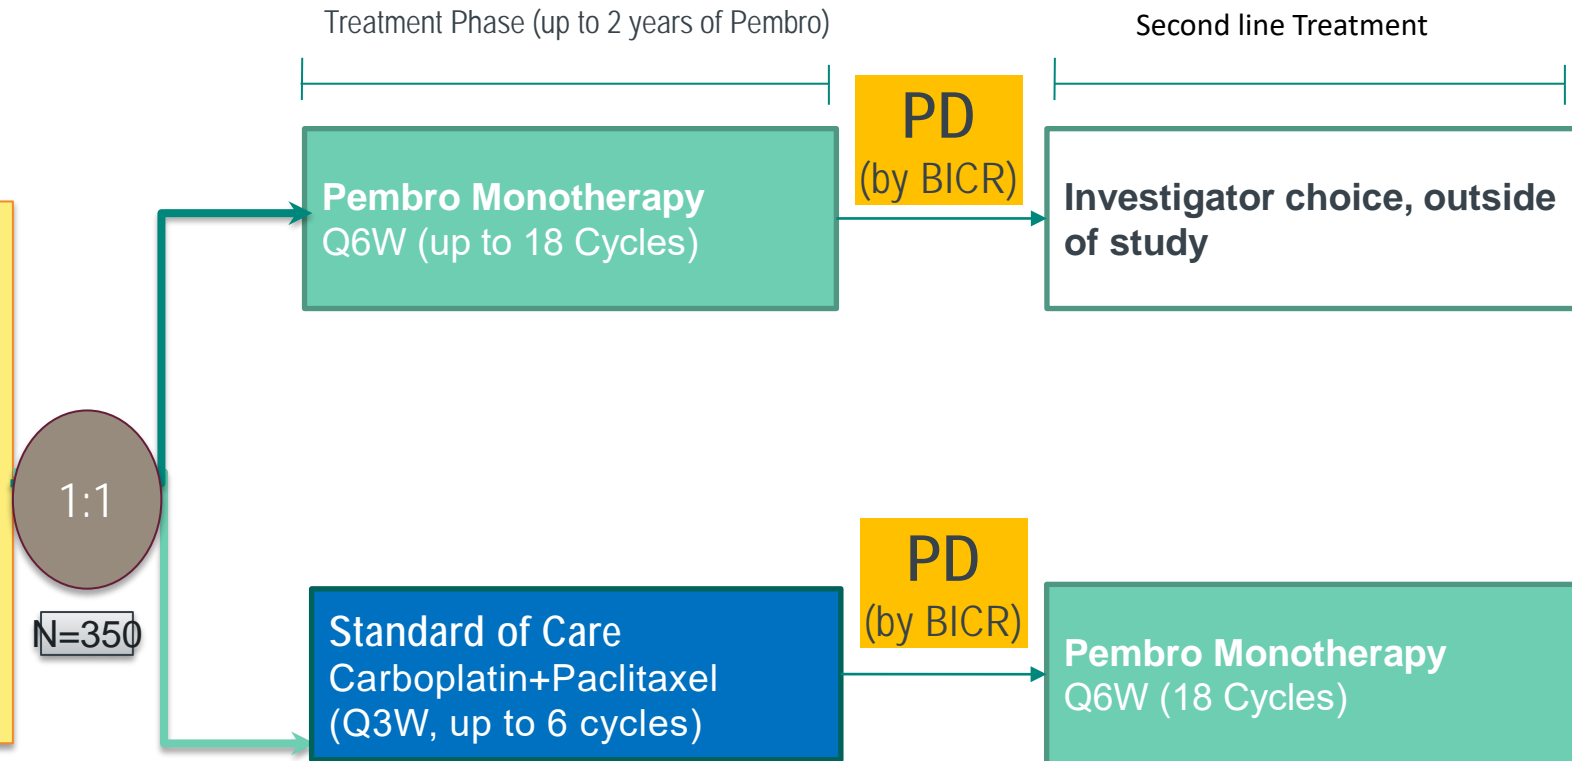 Treatment Phase (up to 2 years of Pembro)
Second line Treatment
PD
(by BICR)
Pembro Monotherapy
Q6W (up to 18 Cycles)
Investigator choice, outside
of study
1:1
N=350
PD
(by BICR)
Standard of Care
Carboplatin+Paclitaxel
(Q3W, up to 6 cycles)
Pembro Monotherapy
Q6W (18 Cycles)